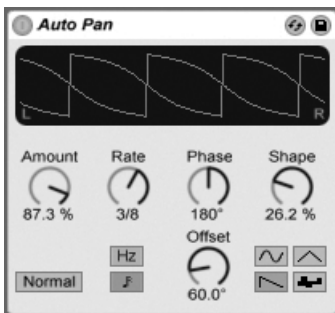 Auto Pan
L R
Amount Rate Phase Shape
87.3 % 3/8 180° 26.2 %
Offset
Hz
Normal
60.0°